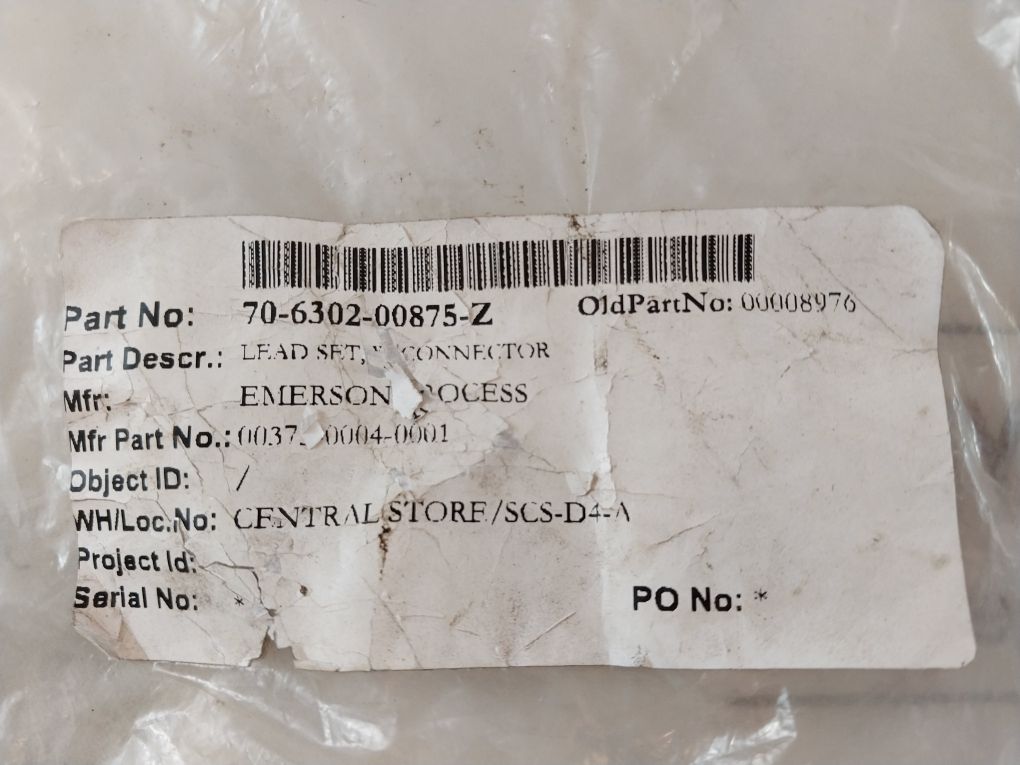 Part No: 70-6302-00875-Z OldPartNo: 00008976
Part Descr.: LEAD SET, CONNECTOR
Mfr: EMERSON
Mfr Part No.:
Object ID: /
WH/Loc.No: CENTRAL STORE/SCS-D4-A
Project Id:
Serial No: * PO No: *